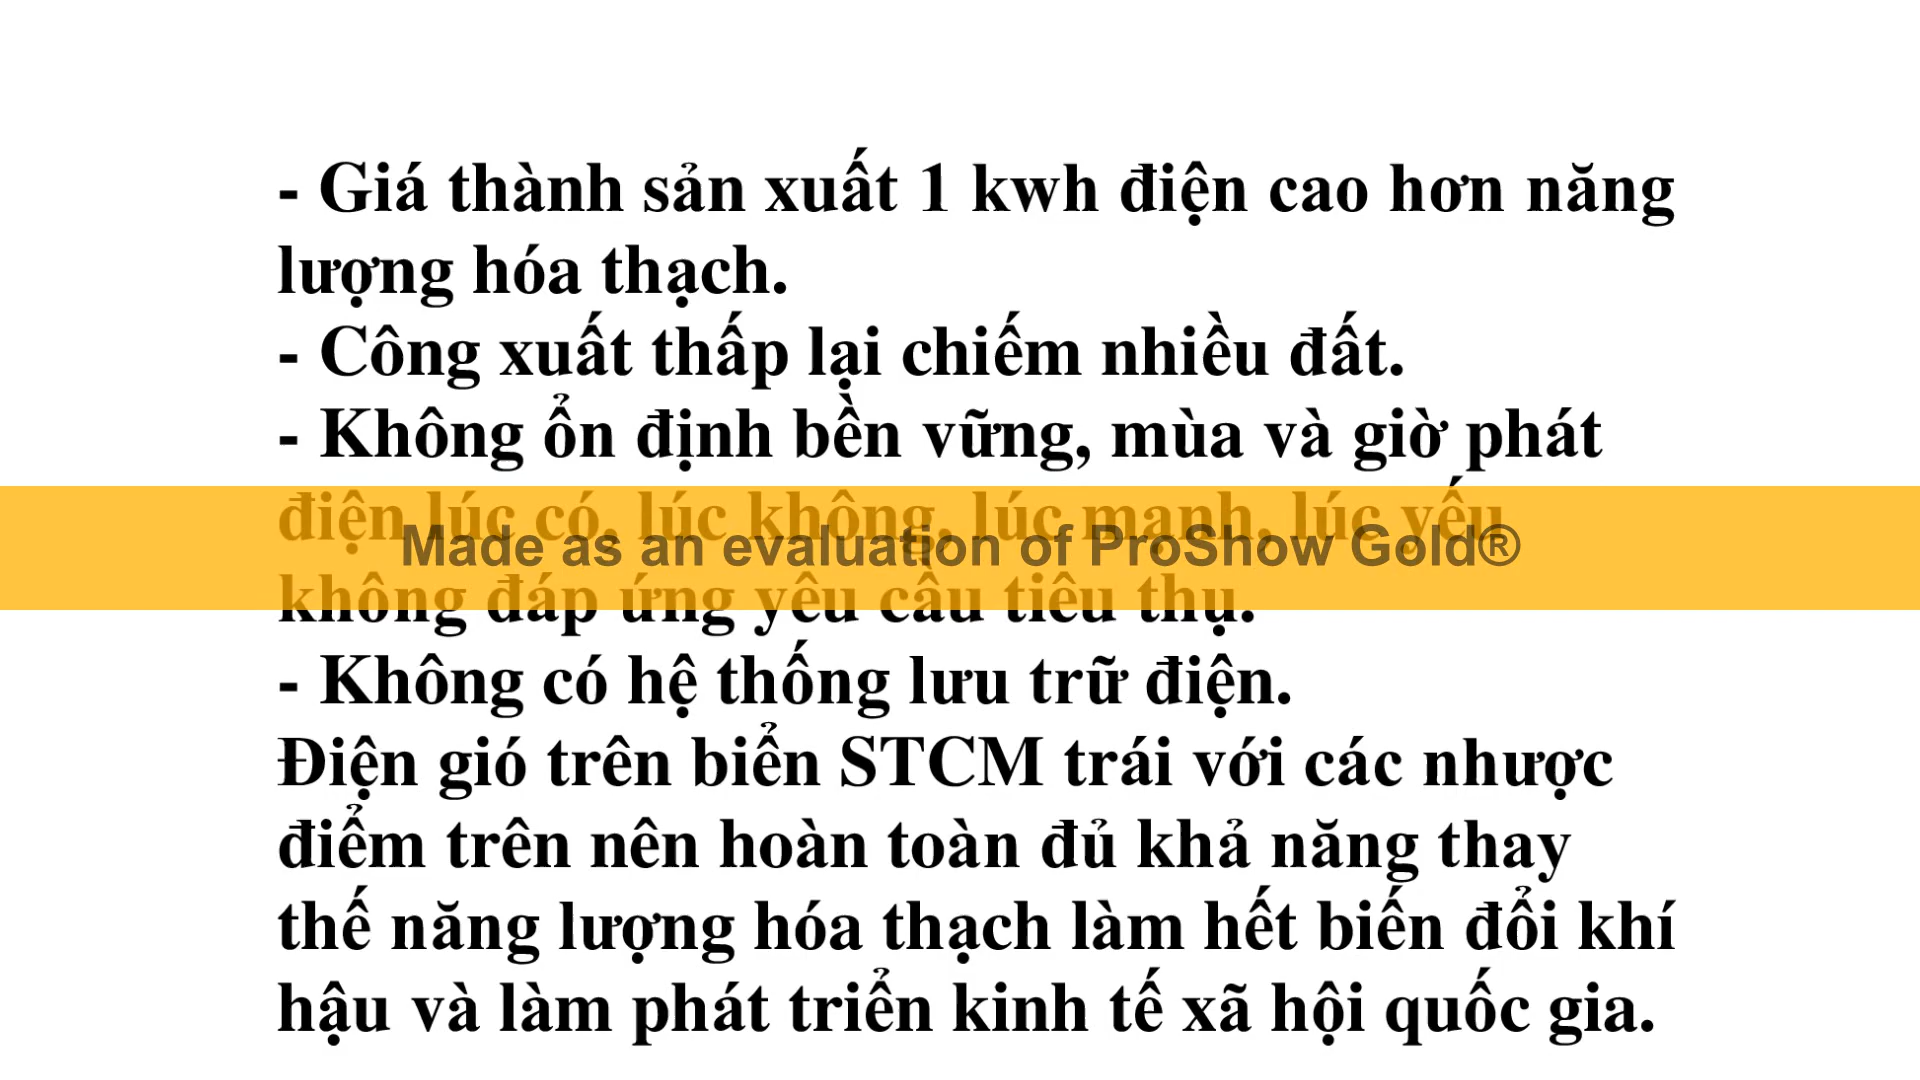 - Giá thành sản xuất 1 kwh điện cao hơn năng
lượng hóa thạch.
- Công xuất thấp lại chiếm nhiều đất.
- Không ổn định bền vững, mùa và giờ phát
điện lúc có, lúc không, lúc mạnh, lúc yếu
Made as an evaluation of ProShow Gold®
không đáp ứng yêu cầu tiêu thụ.
- Không có hệ thống lưu trữ điện.
Điện gió trên biển STCM trái với các nhược
điểm trên nên hoàn toàn đủ khả năng thay
thế năng lượng hóa thạch làm hết biến đổi khí
hậu và làm phát triển kinh tế xã hội quốc gia.